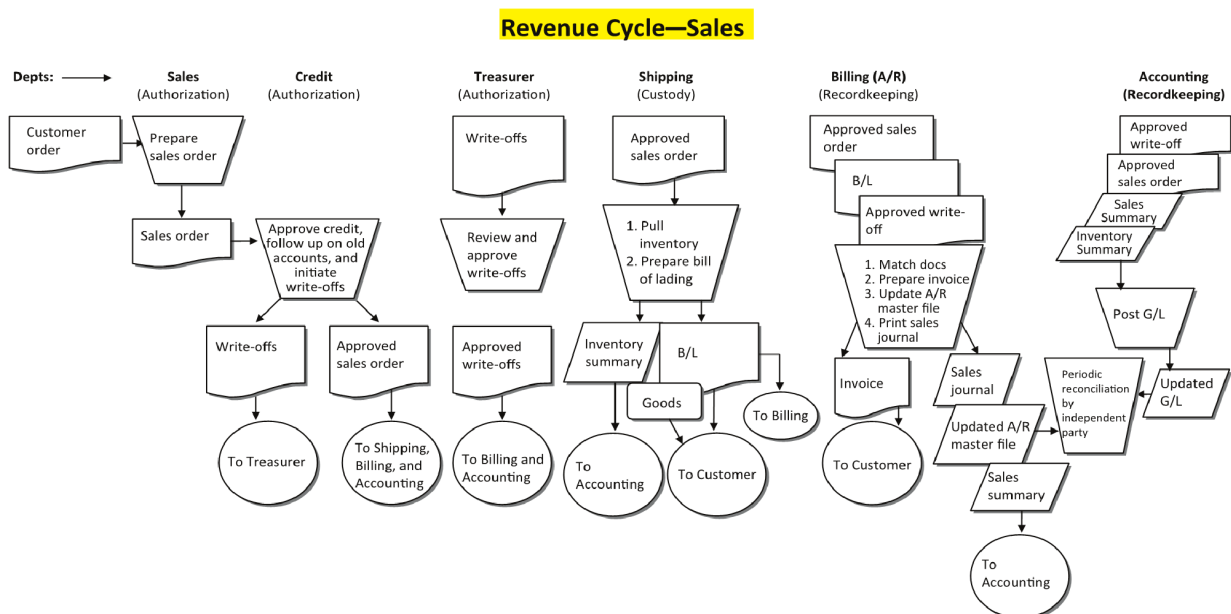 Revenue Cycle—Sales
Depts:
Sales
(Authorization)
Credit
(Authorization)
Treasurer
(Authorization)
Shipping
(Custody)
Billing (A/R)
(Recordkeeping)
Accounting
(Recordkeeping)
Customer
order
Prepare
sales order
Sales order
Approve credit,
follow up on old
accounts, and
initiate
write-offs
Write-offs
Approved
sales order
To Treasurer
To Shipping,
Billing, and
Accounting
Write-offs
Review and
approve
write-offs
Approved
write-offs
To Billing and
Accounting
Approved
sales order
1. Pull
inventory
2. Prepare bill
of lading
Inventory
summary
B/L
Goods
To Billing
To
Accounting
To Customer
Approved sales
order
B/L
Approved write-
off
1. Match docs
2. Prepare invoice
3. Update A/R
master file
4. Print sales
journal
Invoice
To Customer
Sales
journal
Updated A/R
master file
Sales
summary
To
Accounting
Approved
write-off
Approved
sales order
Sales
Summary
Inventory
Summary
Post G/L
Updated
G/L
Periodic
reconciliation
by
independent
party